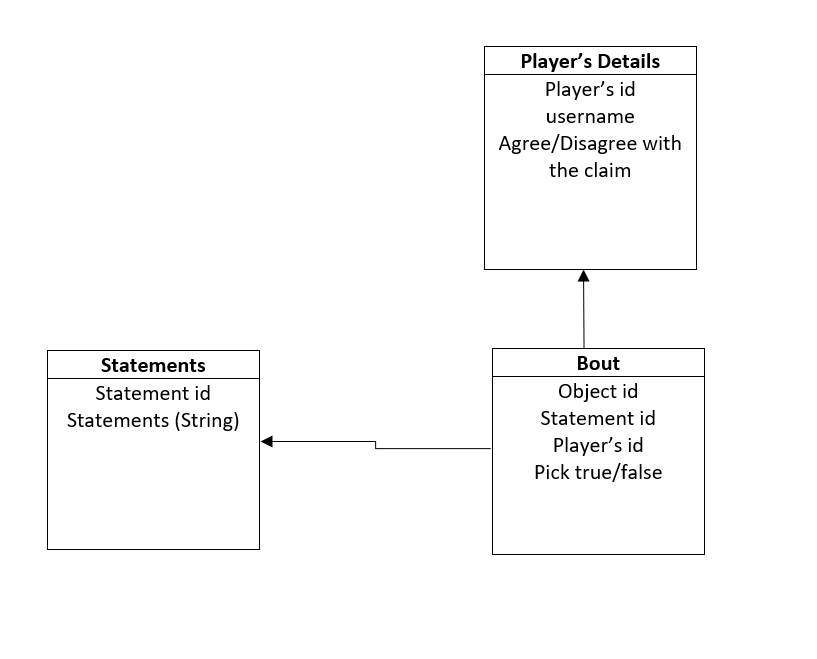 Player’s Details
Player’s id
username
Agree/Disagree with
the claim
Statements
Statement id
Statements (String)
Bout
Object id
Statement id
Player’s id
Pick true/false